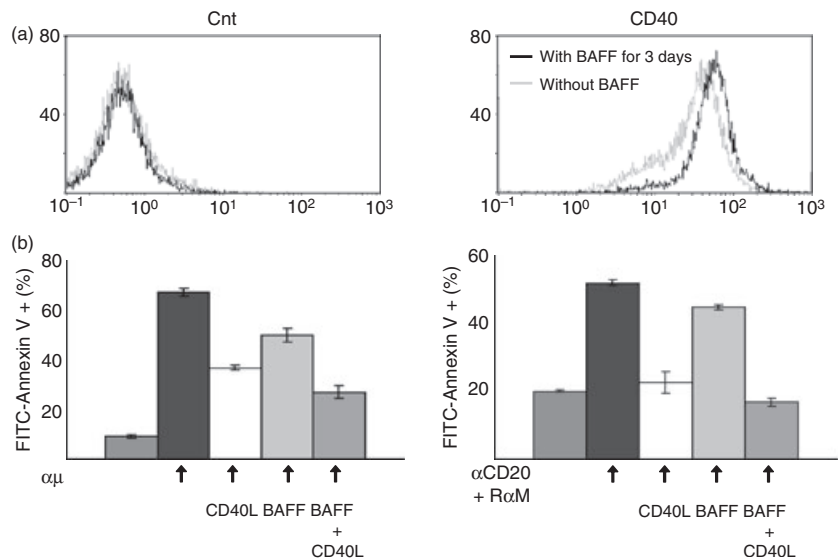 Cnt
CD40
(a)
80
40
10⁻¹ 10⁰ 10¹ 10² 10³
80
40
With BAFF for 3 days
Without BAFF
10⁻¹ 10⁰ 10¹ 10² 10³
(b)
FITC-Annexin V + (%)
80
60
40
20
αμ
CD40L BAFF BAFF
+
CD40L
FITC-Annexin V + (%)
60
40
20
αCD20
+ RαM
CD40L BAFF BAFF
+
CD40L